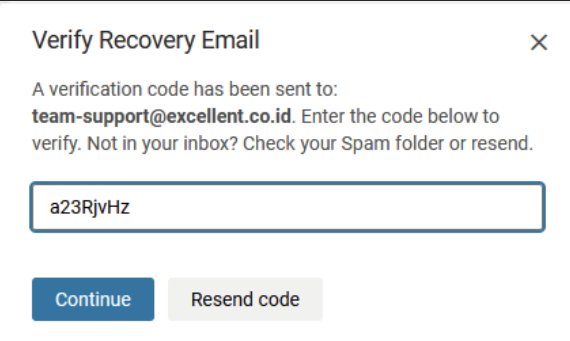 Verify Recovery Email
A verification code has been sent to:
team-support@excellent.co.id. Enter the code below to
verify. Not in your inbox? Check your Spam folder or resend.
a23RjvHz
Continue
Resend code